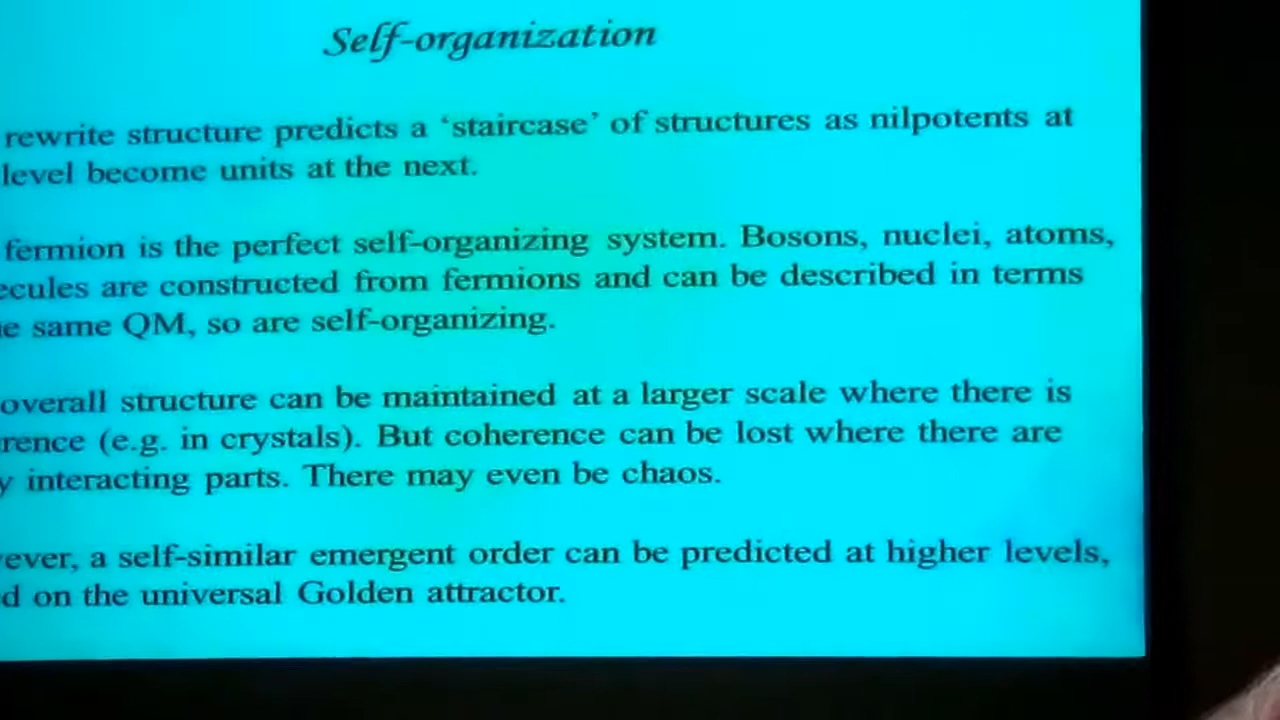 Self-organization
rewrite structure predicts a ‘staircase’ of structures as nilpotents at
level become units at the next.
fermion is the perfect self-organizing system. Bosons, nuclei, atoms,
ecules are constructed from fermions and can be described in terms
e same QM, so are self-organizing.
overall structure can be maintained at a larger scale where there is
rence (e.g. in crystals). But coherence can be lost where there are
y interacting parts. There may even be chaos.
ever, a self-similar emergent order can be predicted at higher levels,
d on the universal Golden attractor.